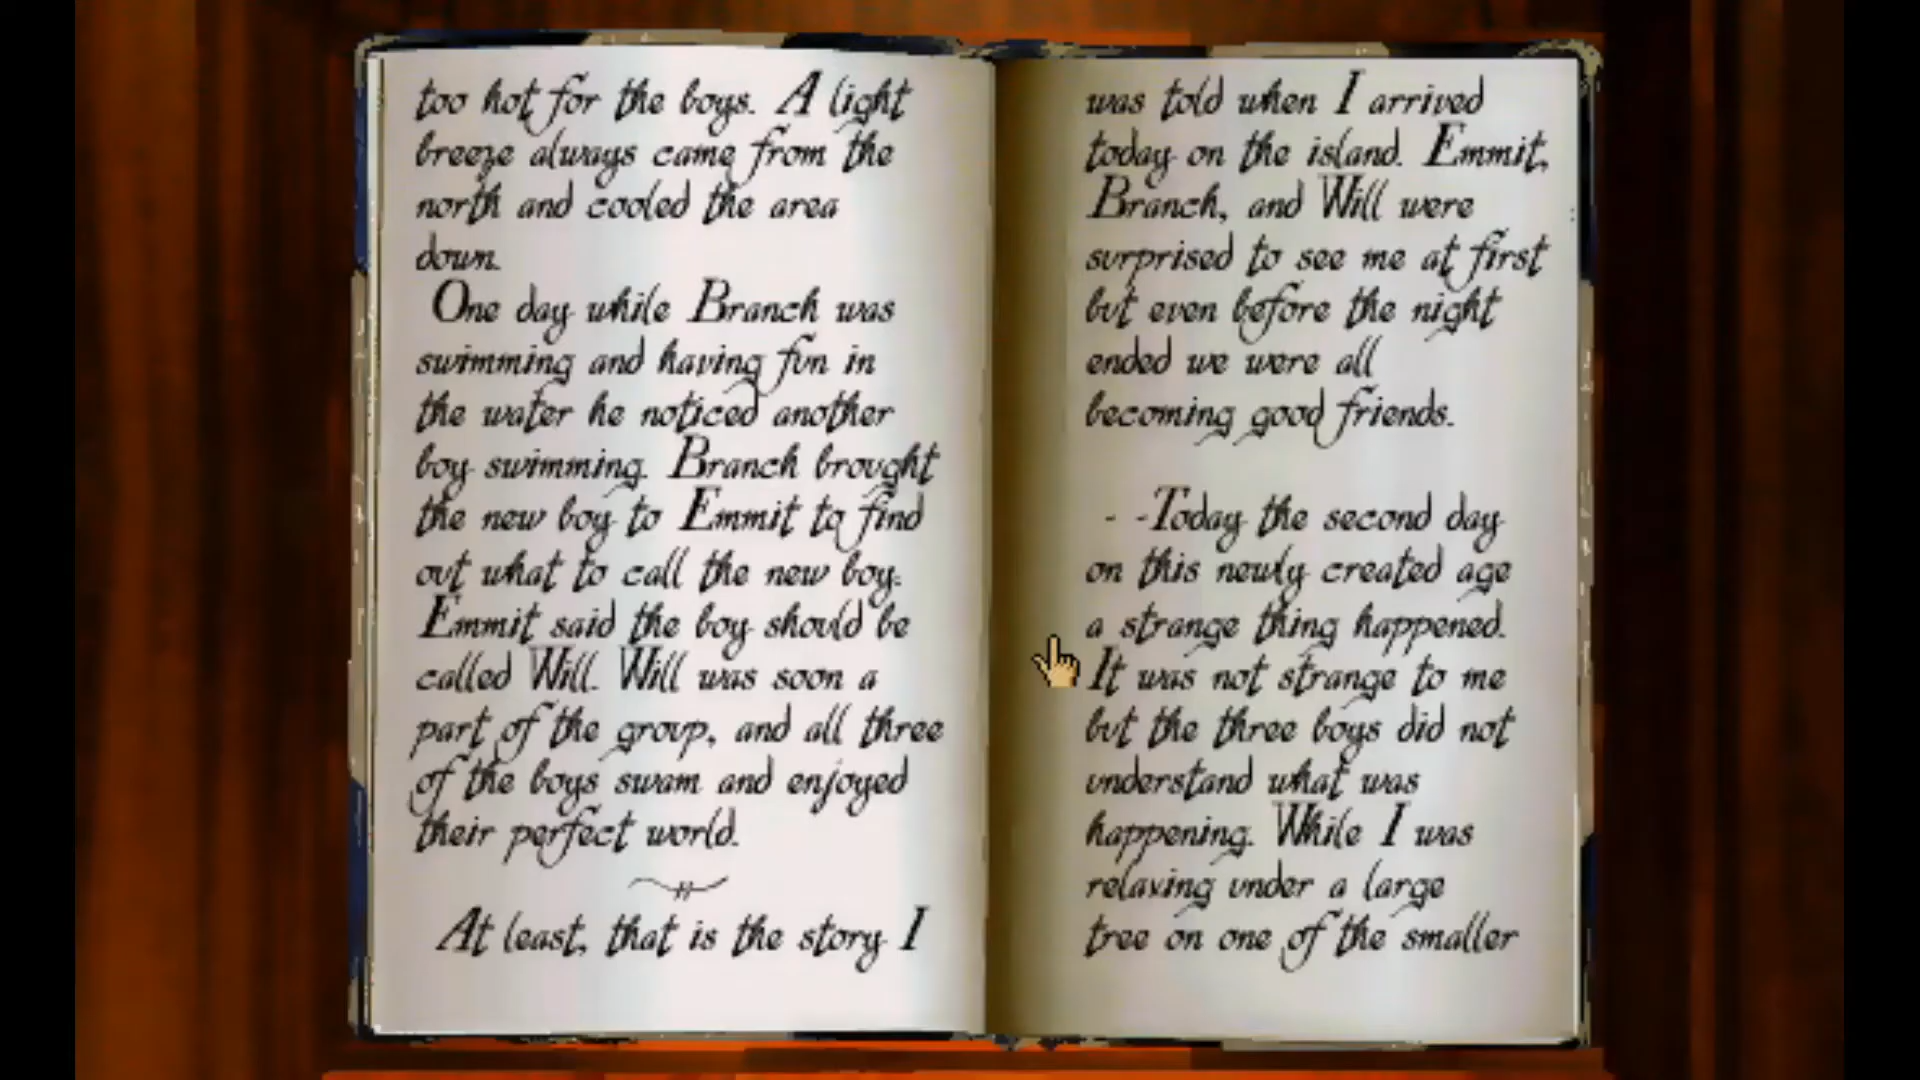 too hot for the boys. A light
breeze always came from the
north and cooled the area
down.
One day while Branch was
swimming and having fun in
the water he noticed another
boy swimming. Branch brought
the new boy to Emmit to find
out what to call the new boy.
Emmit said the boy should be
called Will. Will was soon a
part of the group, and all three
of the boys swam and enjoyed
their perfect world.
At least, that is the story I
was told when I arrived
today on the island. Emmit,
Branch, and Will were
surprised to see me at first
but even before the night
ended we were all
becoming good friends.
- -Today the second day
on this newly created age
a strange thing happened.
It was not strange to me
but the three boys did not
understand what was
happening. While I was
relaxing under a large
tree on one of the smaller